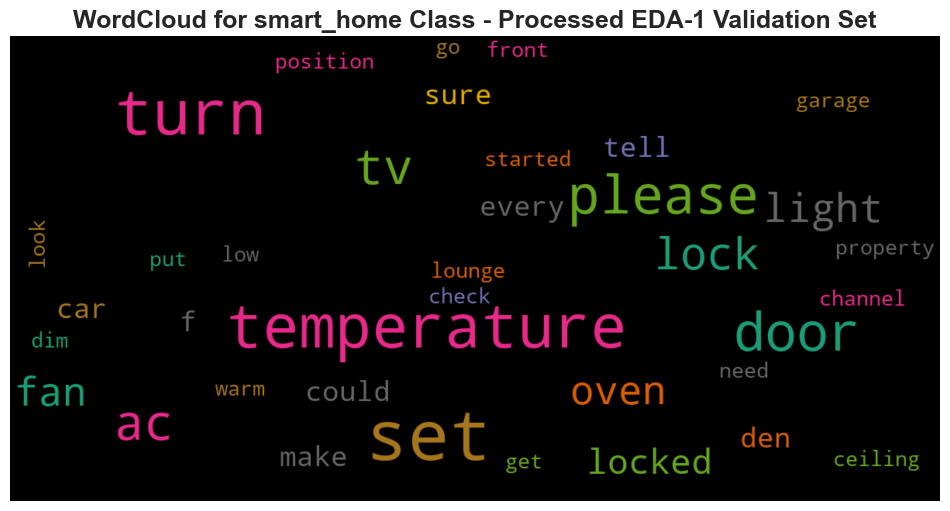 WordCloud for smart_home Class - Processed EDA-1 Validation Set
go
front
position
sure
garage
turn
tell
started
tv
please
every
light
look
low
put
lock
property
lounge
check
channel
car
f
temperature
door
dim
need
fan
warm
could
oven
ac
set
den
make
get
locked
ceiling